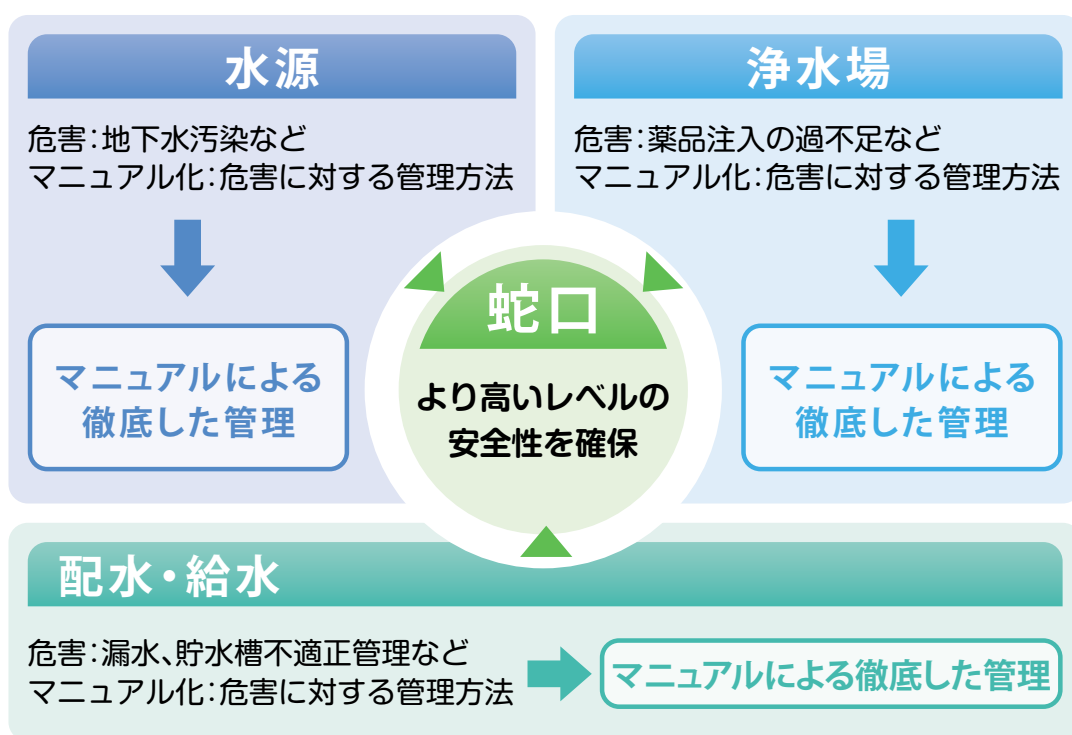 水源
危害：地下水汚染など
マニュアル化：危害に対する管理方法
マニュアルによる
徹底した管理
浄水場
危害：薬品注入の過不足など
マニュアル化：危害に対する管理方法
マニュアルによる
徹底した管理
蛇口
より高いレベルの
安全性を確保
配水・給水
危害：漏水、貯水槽不適正管理など
マニュアル化：危害に対する管理方法
マニュアルによる徹底した管理